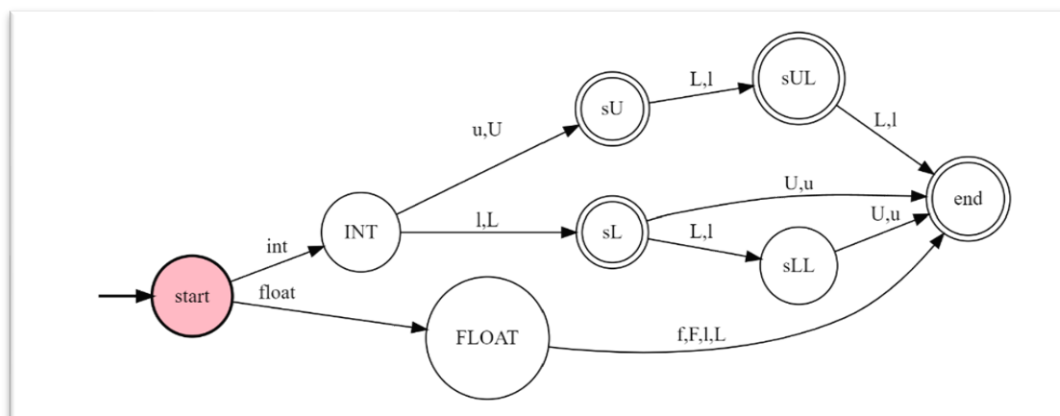 start
int
float
INT
FLOAT
u,U
l,L
sU
L,l
sUL
L,l
sL
U,u
L,l
sLL
U,u
f,F,l,L
end